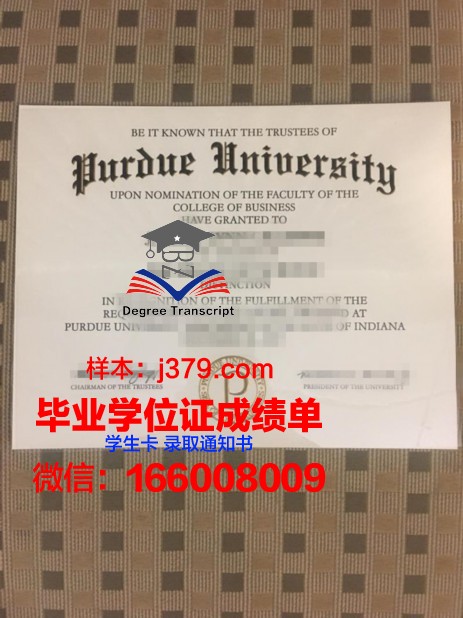 BE IT KNOWN THAT THE TRUSTEES OF
Purdue University
UPON NOMINATION OF THE FACULTY OF THE
COLLEGE OF BUSINESS
HAVE GRANTED TO
Degree Transcript
IN OF THE FULFILLMENT OF THE
AT
PURDUE OF INDIANA
样本：j379.com
CHAIRMAN OF THE TRUSTEES
PRESIDENT OF THE UNIVERSITY
毕业学位证成绩单
学生卡 录取通知书
微信：166008009